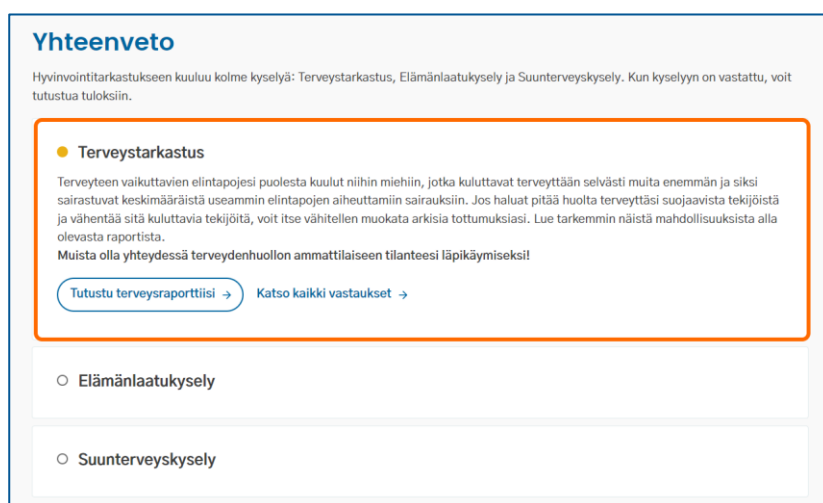 Yhteenveto
Hyvinvointitarkastukseen kuuluu kolme kyselyä: Terveystarkastus, Elämänlaatukysely ja Suunterveyskysely. Kun kyselyyn on vastattu, voit
tutustua tuloksiin.
Terveystarkastus
Terveyteen vaikuttavien elintapojesi puolesta kuulut niihin miehiin, jotka kuluttavat terveyttään selvästi muita enemmän ja siksi
sairastuvat keskimääräistä useammin elintapojen aiheuttamiin sairauksiin. Jos haluat pitää huolta terveyttäsi suojaavista tekijöistä
ja vähentää sitä kuluttavia tekijöitä, voit itse vähitellen muokata arkisia tottumuksiasi. Lue tarkemmin näistä mahdollisuuksista alla
olevasta raportista.
Muista olla yhteydessä terveydenhuollon ammattilaiseen tilanteesi läpikäymiseksi!
Tutustu terveysraporttiisi → Katso kaikki vastaukset →
Elämänlaatukysely
Suunterveyskysely